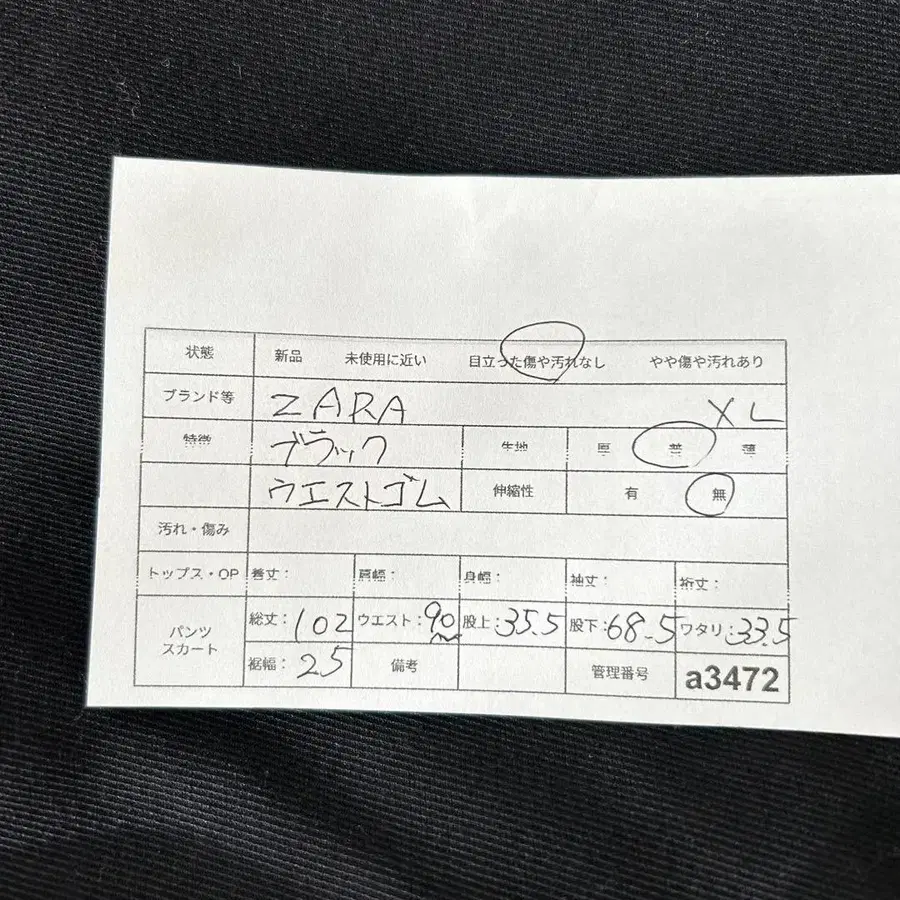 状態 新品 未使用に近い 目立った傷や汚れなし やや傷や汚れあり
ブランド等 ZARA XL
特徴 ブラック 生地 厚 普 薄
ウエストゴム 伸縮性 有 無
汚れ・傷み
トップス・OP 着丈: 肩幅: 身幅: 袖丈: 裄丈:
パンツ スカート 総丈:102 ウエスト:90 股上:35.5 股下:68.5 ワタリ:33.5
裾幅:25 備考 管理番号 a3472